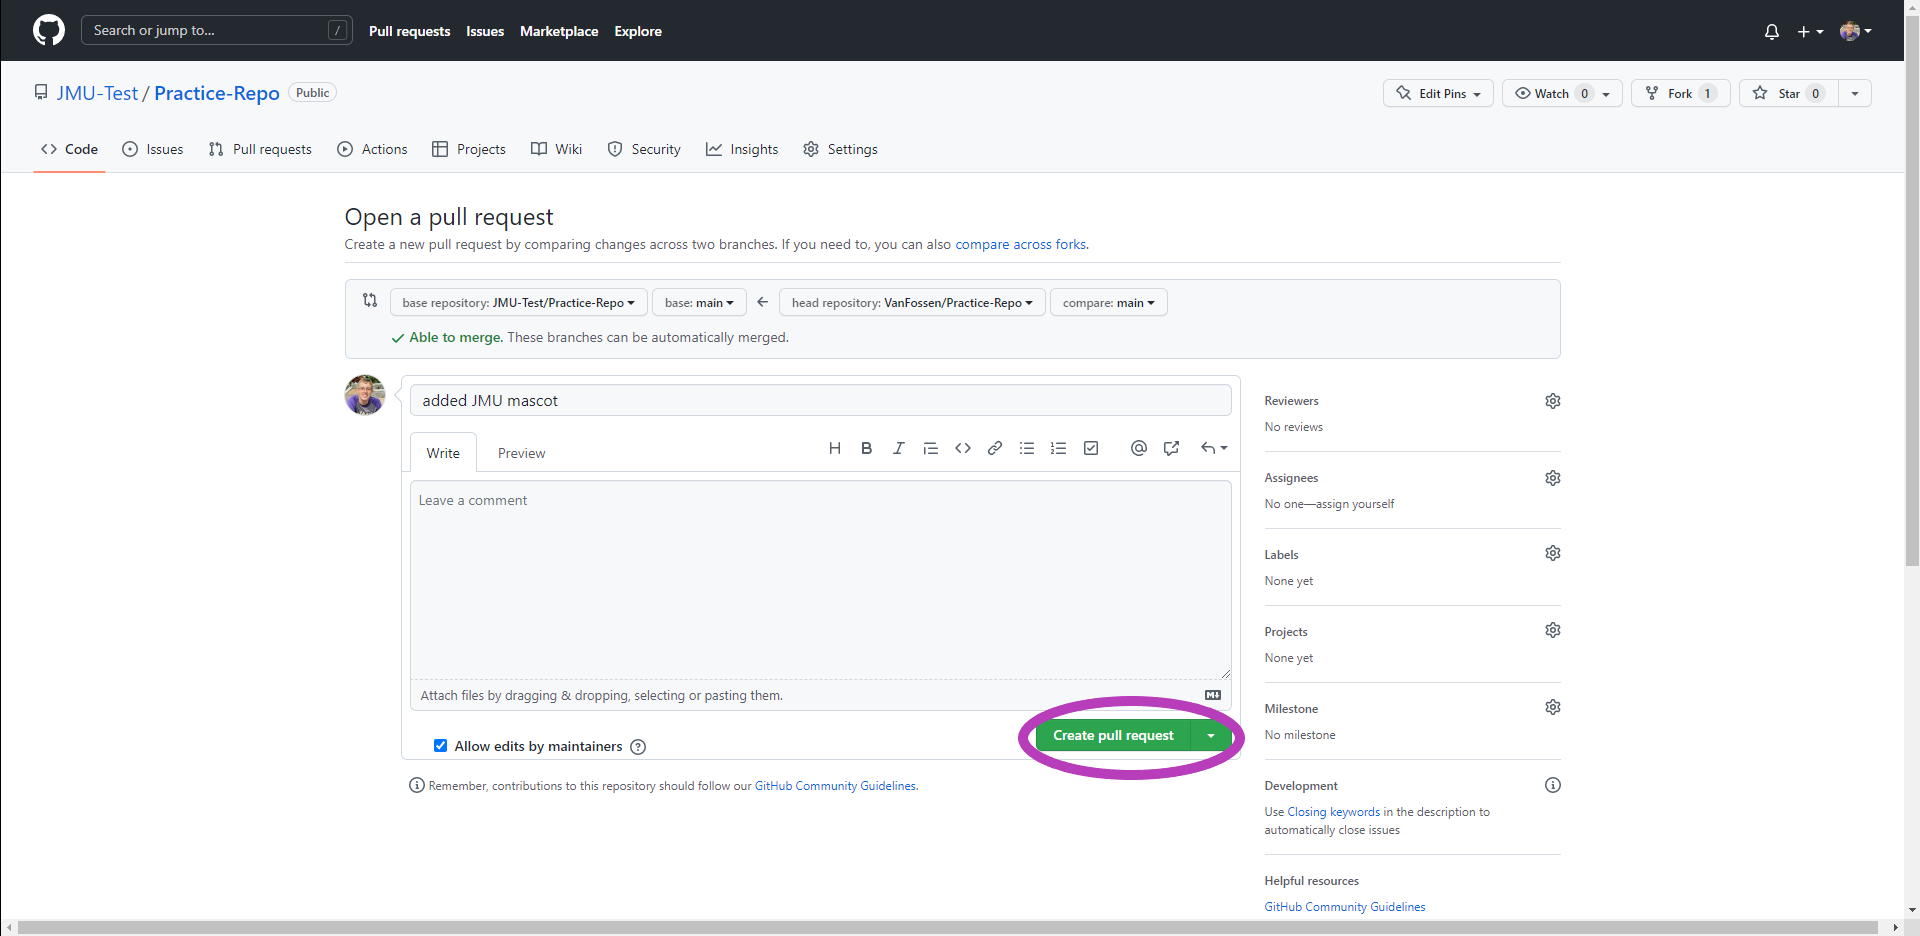 Search or jump to... /
Pull requests Issues Marketplace Explore
JMU-Test / Practice-Repo Public
Edit Pins Watch 0 Fork 1 Star 0
Code Issues Pull requests Actions Projects Wiki Security Insights Settings
Open a pull request
Create a new pull request by comparing changes across two branches. If you need to, you can also compare across forks.
base repository: JMU-Test/Practice-Repo base: main head repository: VanFossen/Practice-Repo compare: main
Able to merge. These branches can be automatically merged.
added JMU mascot
Write Preview
Leave a comment
Attach files by dragging & dropping, selecting or pasting them.
Allow edits by maintainers
Create pull request
Remember, contributions to this repository should follow our GitHub Community Guidelines.
Reviewers
No reviews
Assignees
No one—assign yourself
Labels
None yet
Projects
None yet
Milestone
No milestone
Development
Use Closing keywords in the description to
automatically close issues
Helpful resources
GitHub Community Guidelines